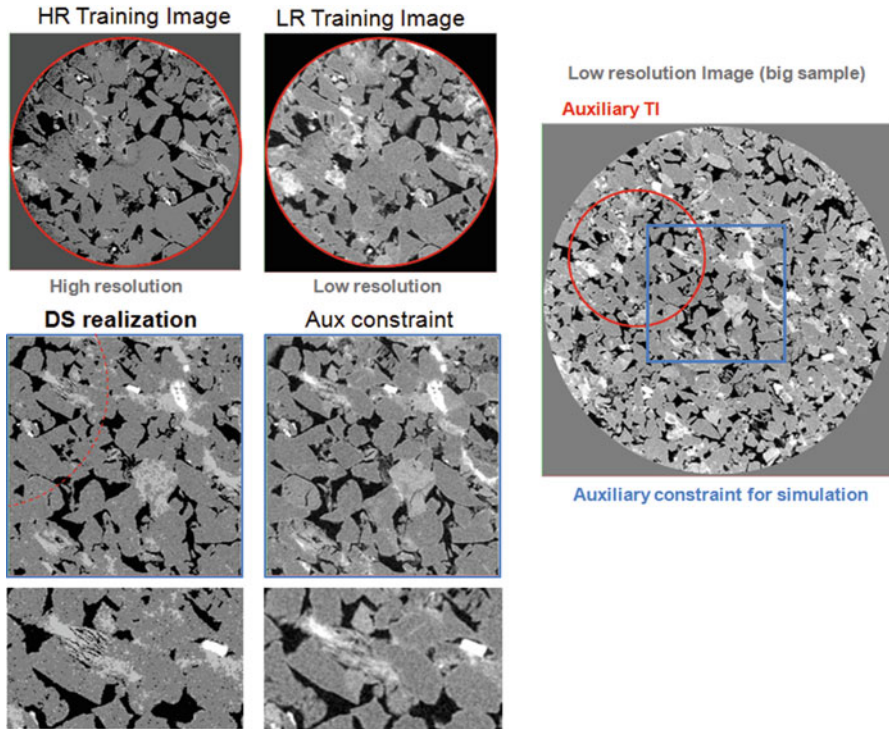 HR Training Image
LR Training Image
High resolution
Low resolution
DS realization
Aux constraint
Low resolution Image (big sample)
Auxiliary TI
Auxiliary constraint for simulation